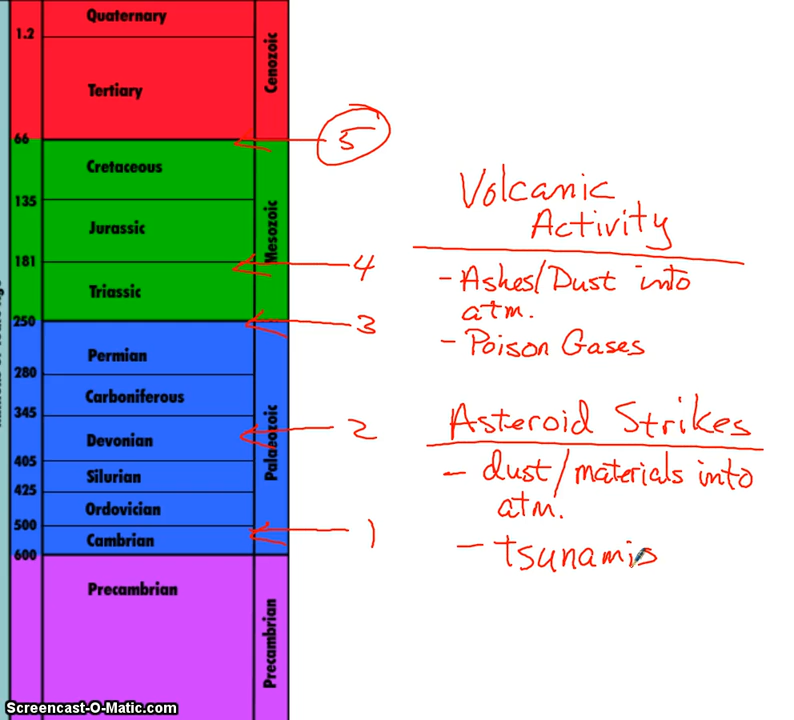 Quaternary
1.2
Tertiary
Cenozoic
66
5
Cretaceous
135
Jurassic
Mesozoic
181
4
Triassic
250
3
Permian
280
Carboniferous
345
2
Devonian
Palaeozoic
405
Silurian
425
Ordovician
500
1
Cambrian
600
Precambrian
Precambrian
Volcanic
Activity
- Ashes/Dust into
atm.
- Poison Gases
Asteroid Strikes
- dust/materials into
atm.
- tsunamis
Screencast-O-Matic.com